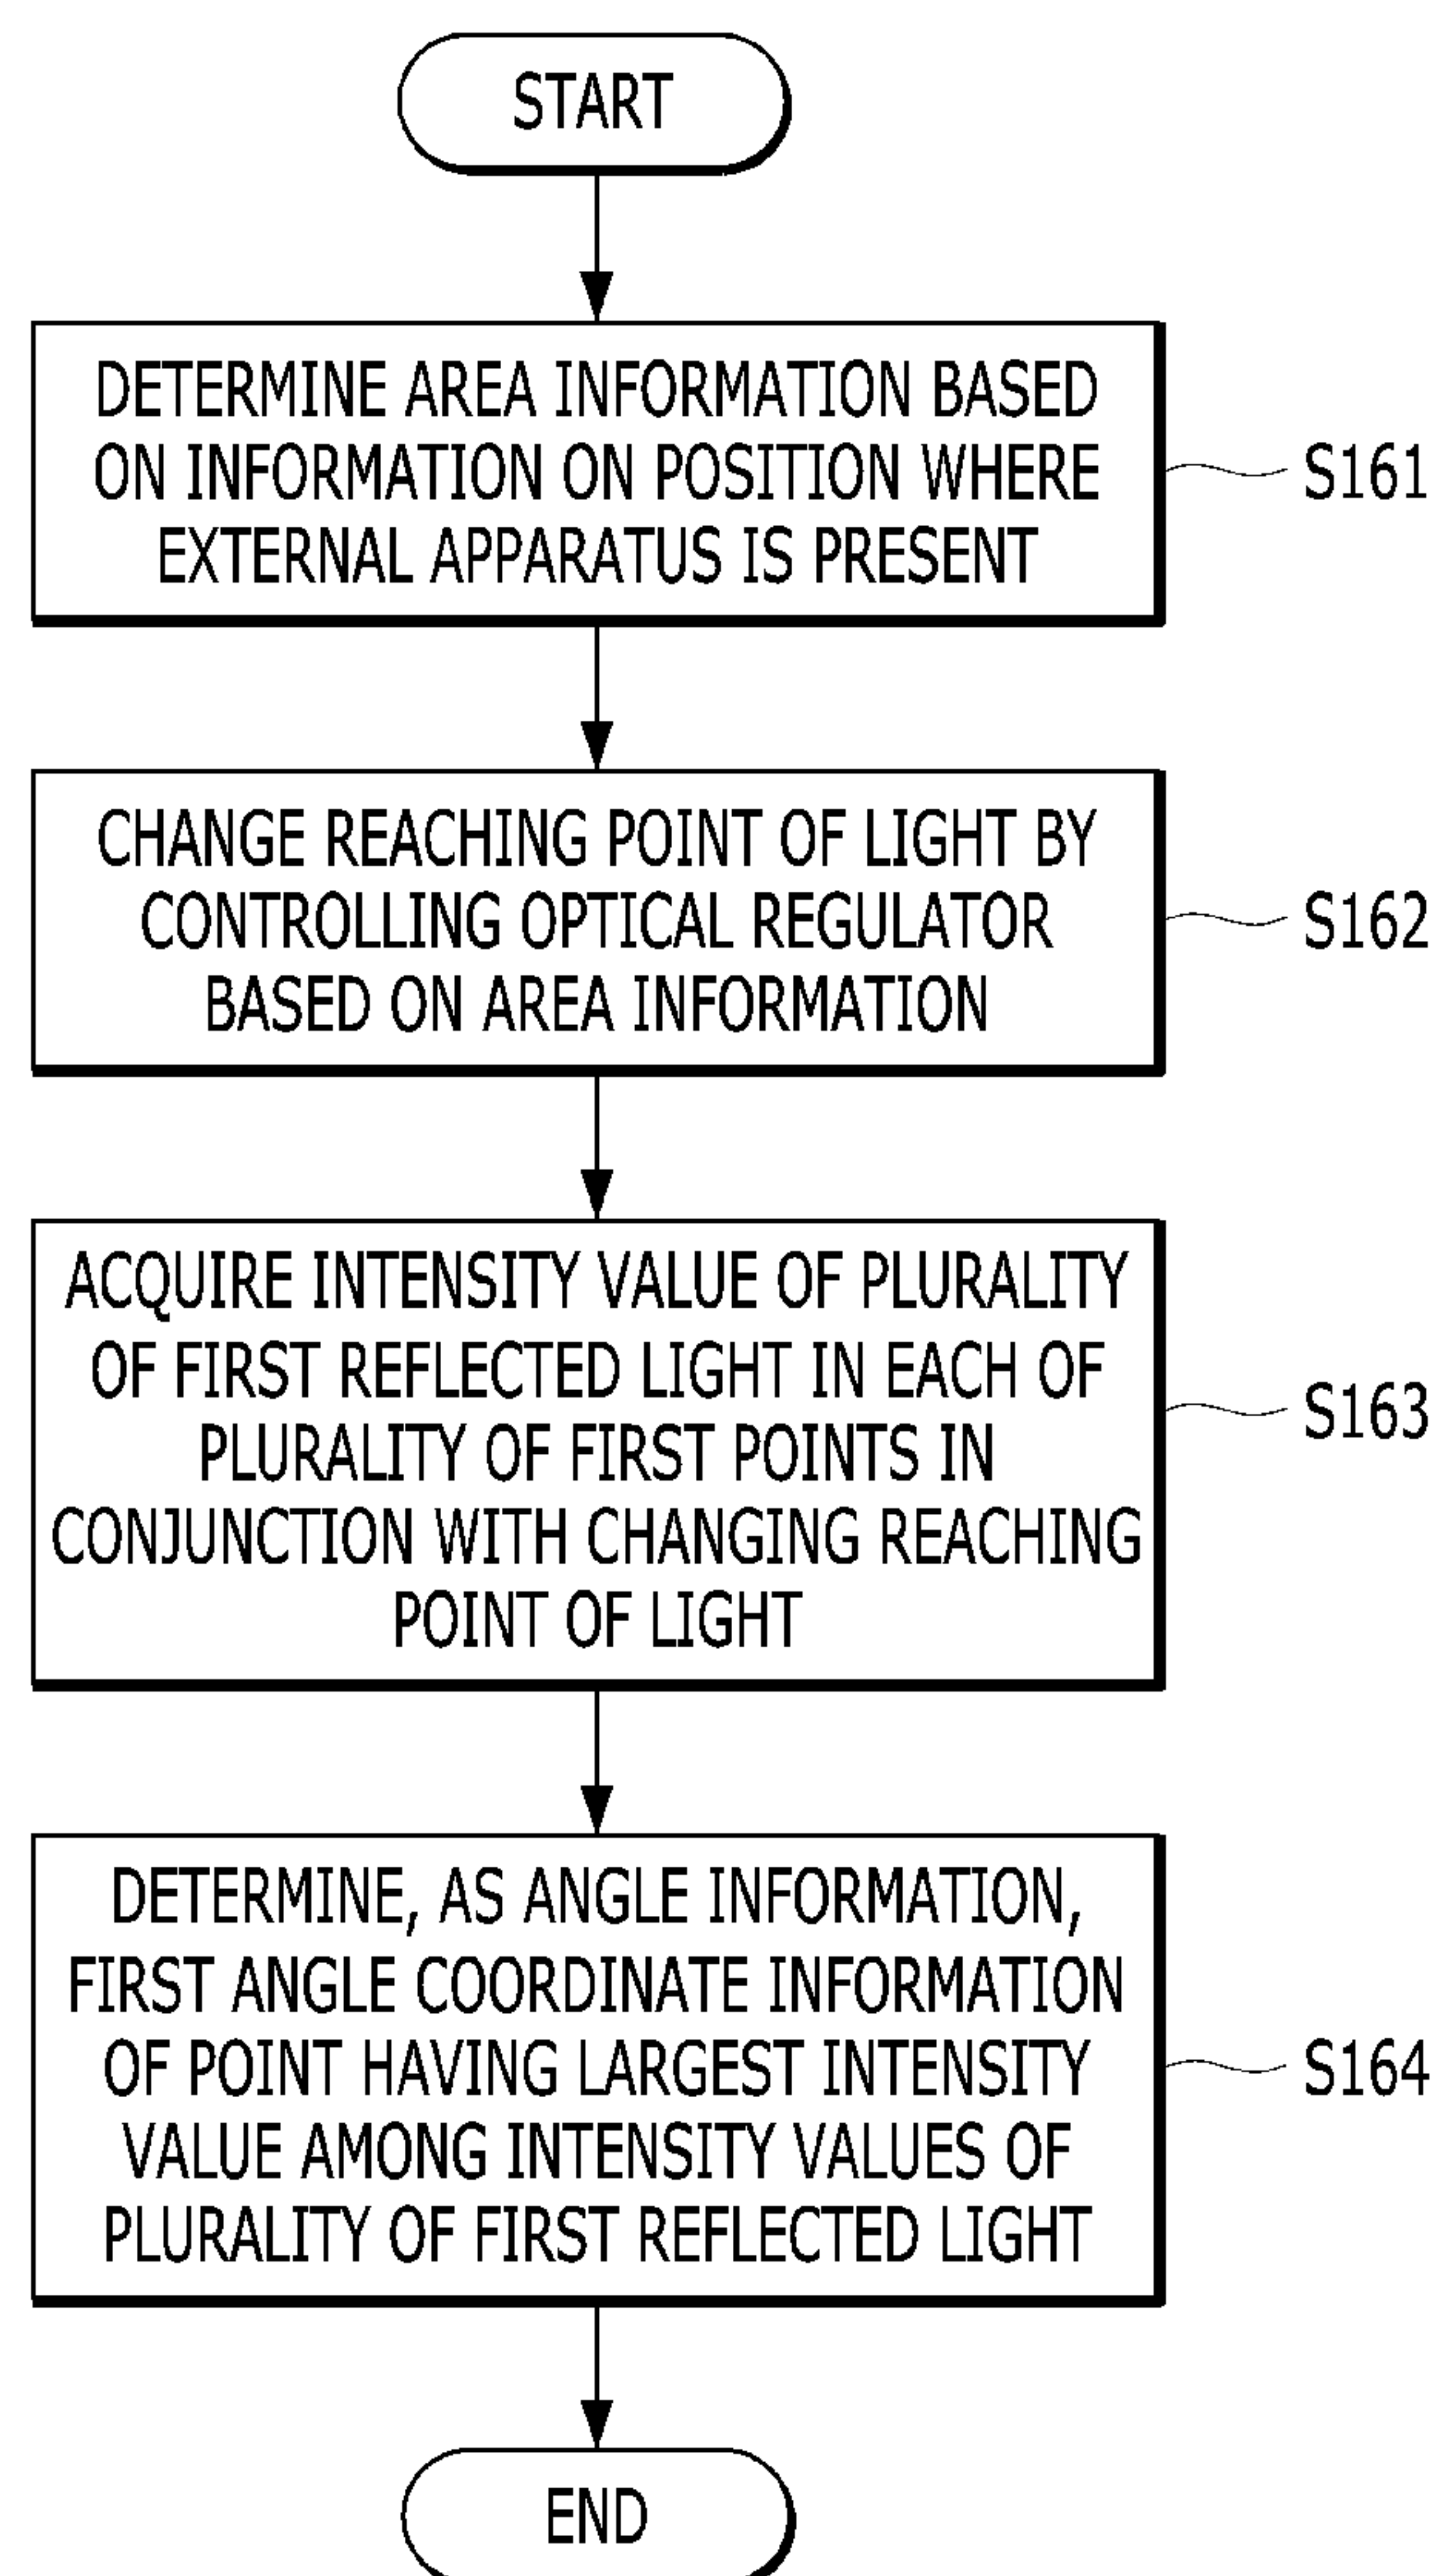 START
DETERMINE AREA INFORMATION BASED
ON INFORMATION ON POSITION WHERE
EXTERNAL APPARATUS IS PRESENT
S161
CHANGE REACHING POINT OF LIGHT BY
CONTROLLING OPTICAL REGULATOR
BASED ON AREA INFORMATION
S162
ACQUIRE INTENSITY VALUE OF PLURALITY
OF FIRST REFLECTED LIGHT IN EACH OF
PLURALITY OF FIRST POINTS IN
CONJUNCTION WITH CHANGING REACHING
POINT OF LIGHT
S163
DETERMINE, AS ANGLE INFORMATION,
FIRST ANGLE COORDINATE INFORMATION
OF POINT HAVING LARGEST INTENSITY
VALUE AMONG INTENSITY VALUES OF
PLURALITY OF FIRST REFLECTED LIGHT
S164
END